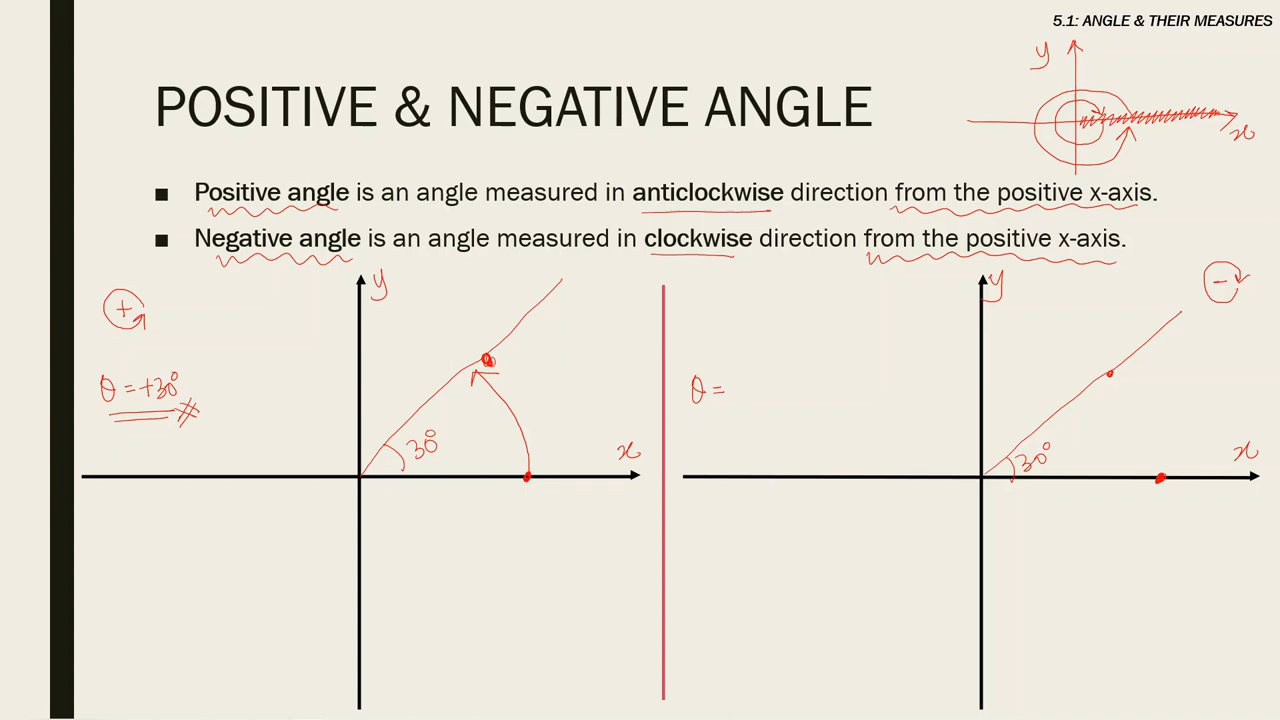 5.1: ANGLE & THEIR MEASURES
y
x
POSITIVE & NEGATIVE ANGLE
■ Positive angle is an angle measured in anticlockwise direction from the positive x-axis.
■ Negative angle is an angle measured in clockwise direction from the positive x-axis.
+
θ = +30°
y
30°
x
−
y
θ =
30°
x